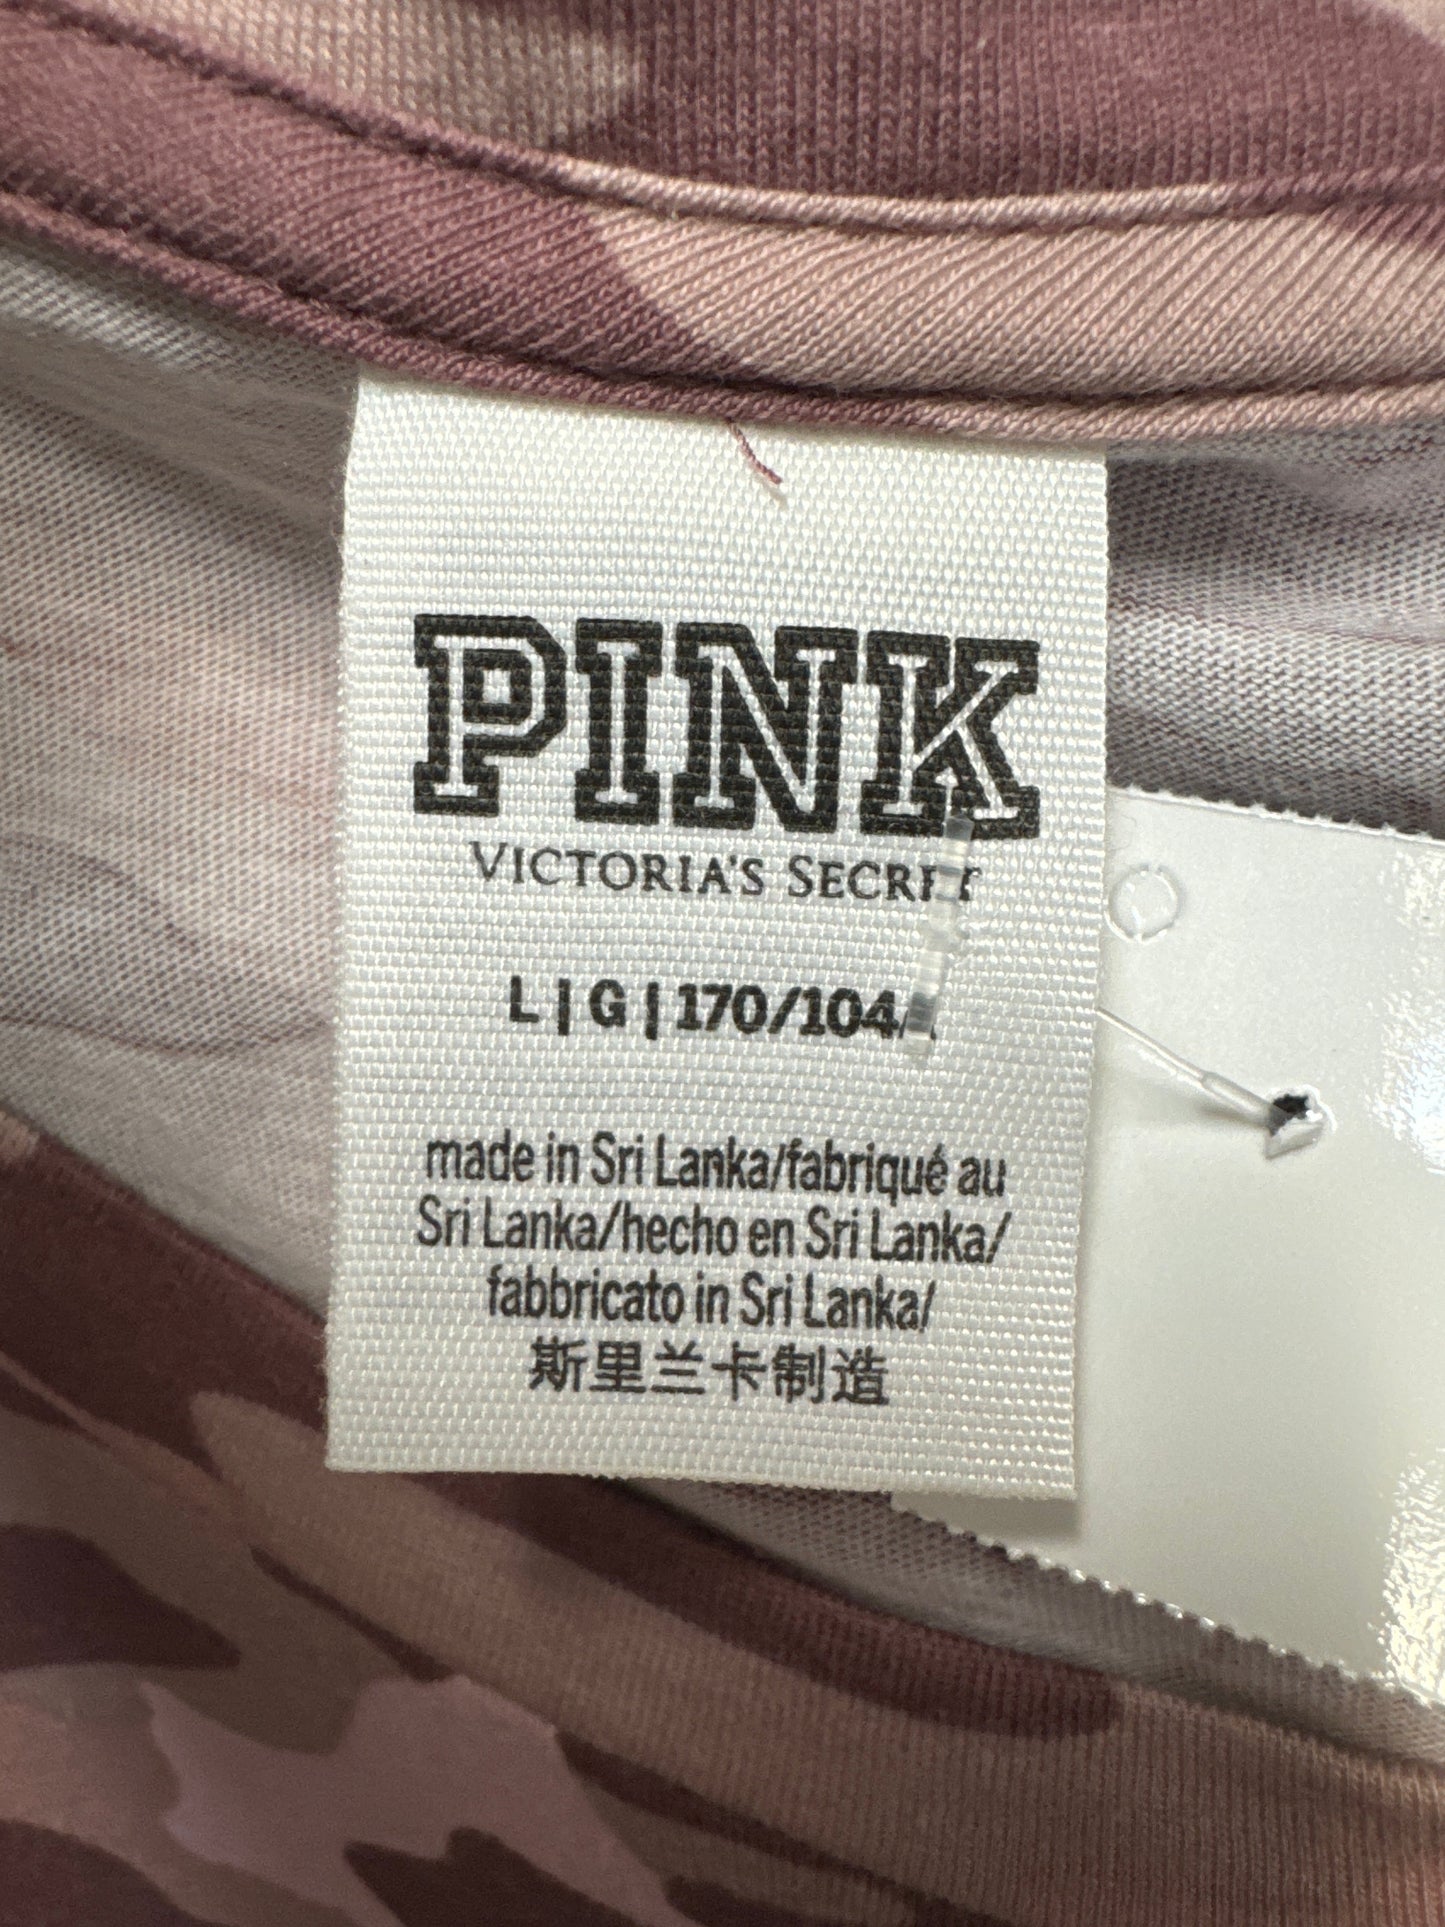 PINK
VICTORIA'S SECRET
L | G | 170/104
made in Sri Lanka/fabriqué au
Sri Lanka/hecho en Sri Lanka/
fabbricato in Sri Lanka/
斯里兰卡制造